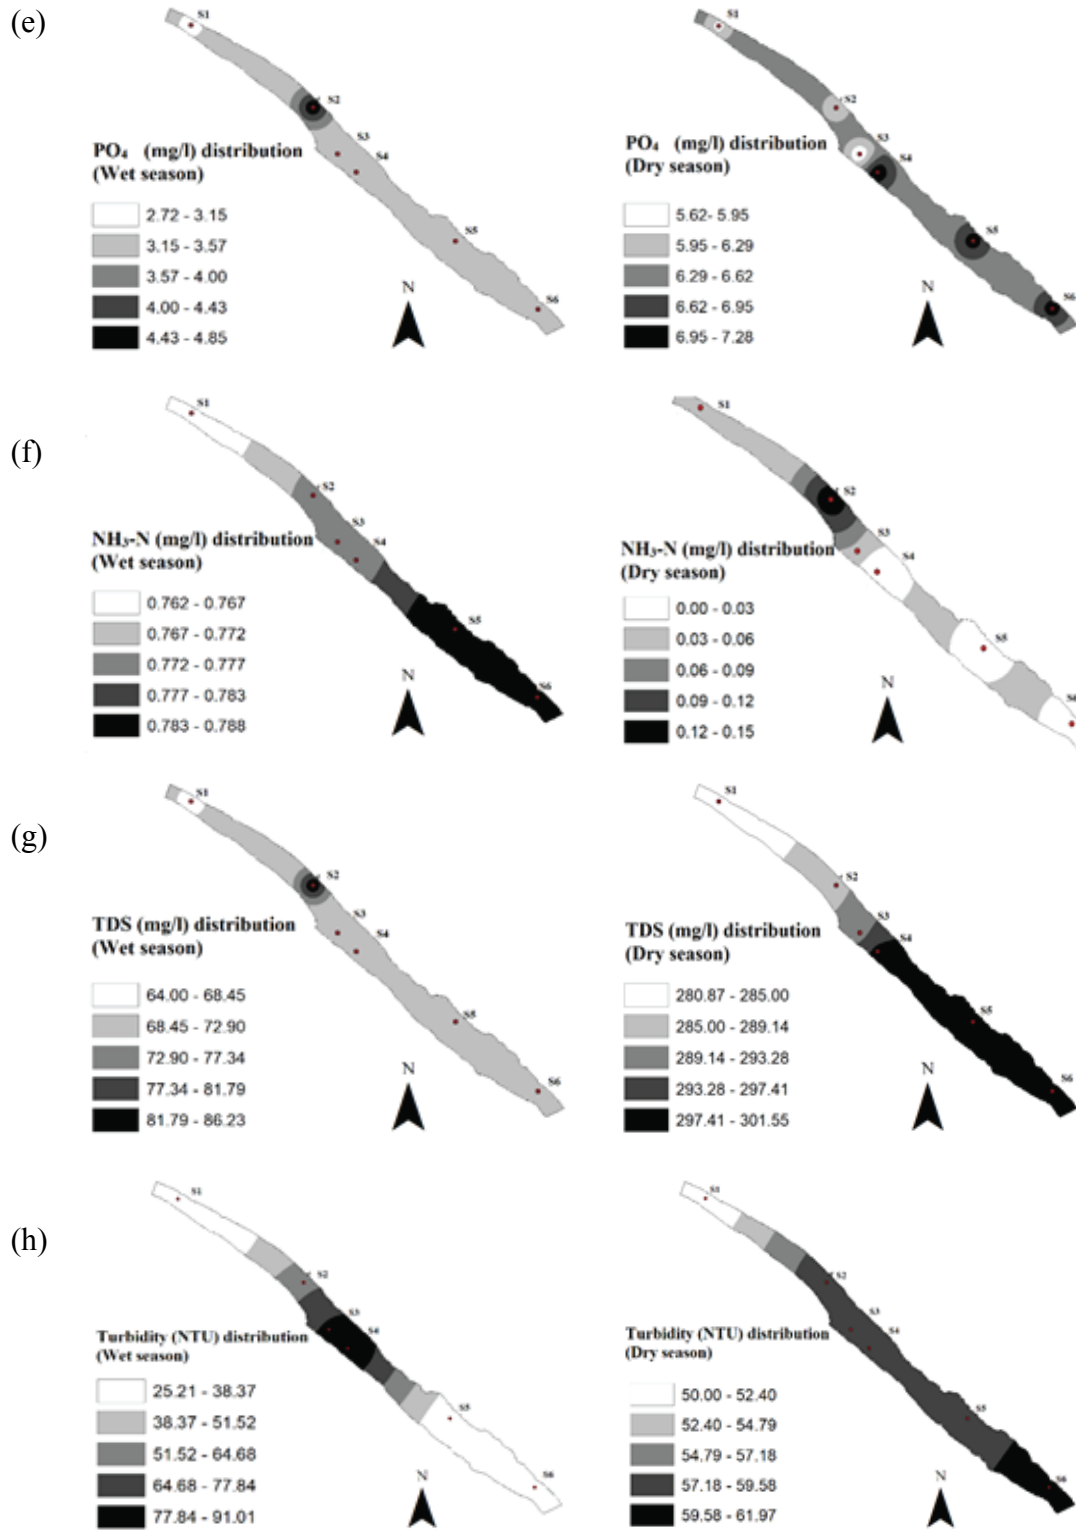 (e)
S1
S2
S3
S4
S5
S6
PO₄ (mg/l) distribution
(Wet season)
2.72 - 3.15
3.15 - 3.57
3.57 - 4.00
4.00 - 4.43
4.43 - 4.85
N
S1
S2
S3
S4
S5
S6
PO₄ (mg/l) distribution
(Dry season)
5.62- 5.95
5.95 - 6.29
6.29 - 6.62
6.62 - 6.95
6.95 - 7.28
N
(f)
S1
S2
S3
S4
S5
S6
NH₃-N (mg/l) distribution
(Wet season)
0.762 - 0.767
0.767 - 0.772
0.772 - 0.777
0.777 - 0.783
0.783 - 0.788
N
S1
S2
S3
S4
S5
S6
NH₃-N (mg/l) distribution
(Dry season)
0.00 - 0.03
0.03 - 0.06
0.06 - 0.09
0.09 - 0.12
0.12 - 0.15
N
(g)
S1
S2
S3
S4
S5
S6
TDS (mg/l) distribution
(Wet season)
64.00 - 68.45
68.45 - 72.90
72.90 - 77.34
77.34 - 81.79
81.79 - 86.23
N
S1
S2
S3
S4
S5
S6
TDS (mg/l) distribution
(Dry season)
280.87 - 285.00
285.00 - 289.14
289.14 - 293.28
293.28 - 297.41
297.41 - 301.55
N
(h)
S1
S2
S3
S4
S5
S6
Turbidity (NTU) distribution
(Wet season)
25.21 - 38.37
38.37 - 51.52
51.52 - 64.68
64.68 - 77.84
77.84 - 91.01
N
S1
S2
S3
S4
S5
S6
Turbidity (NTU) distribution
(Dry season)
50.00 - 52.40
52.40 - 54.79
54.79 - 57.18
57.18 - 59.58
59.58 - 61.97
N